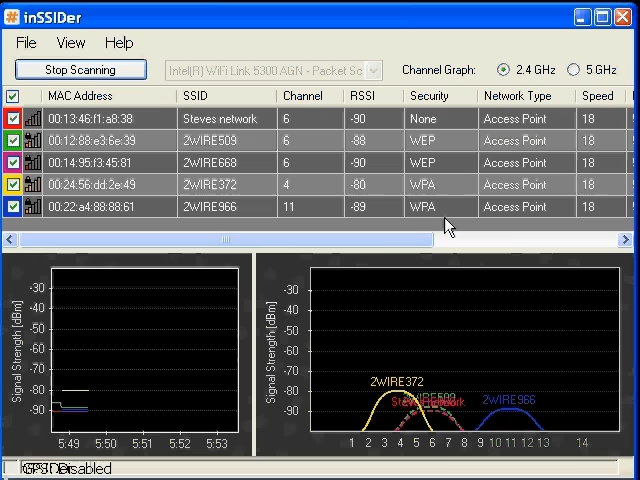 inSSIDer
File View Help
Stop Scanning Intel(R) WiFi Link 5300 AGN - Packet Sc Channel Graph: 2.4 GHz 5 GHz
MAC Address SSID Channel RSSI Security Network Type Speed
00:13:46:f1:a8:38 Steves network 6 -90 None Access Point 18
00:12:88:e3:6e:39 2WIRE509 6 -88 WEP Access Point 18
00:14:95:f3:45:81 2WIRE668 6 -90 WEP Access Point 18
00:24:56:dd:2e:49 2WIRE372 4 -80 WPA Access Point 18
00:22:a4:88:88:61 2WIRE966 11 -89 WPA Access Point 18
Signal Strength [dBm]
-30
-40
-50
-60
-70
-80
-90
5:49 5:50 5:51 5:52 5:53
Signal Strength [dBm]
-30
-40
-50
-60
-70
-80
-90
2WIRE372
2WIRE509
Steves network
2WIRE966
1 2 3 4 5 6 7 8 9 10 11 12 13 14
GPS: Disabled